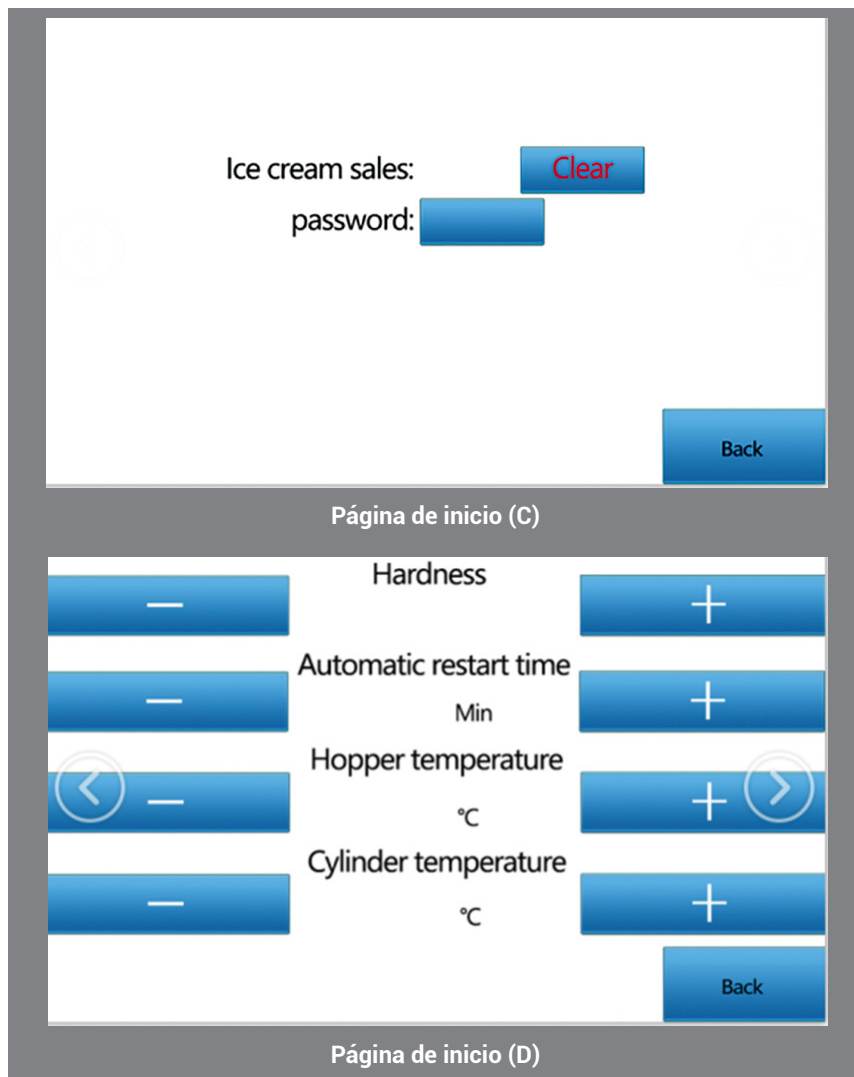 Ice cream sales: Clear
password:
Back
Página de inicio (C)
Hardness
− +
Automatic restart time
− Min +
Hopper temperature
− °C +
Cylinder temperature
− °C +
Back
Página de inicio (D)